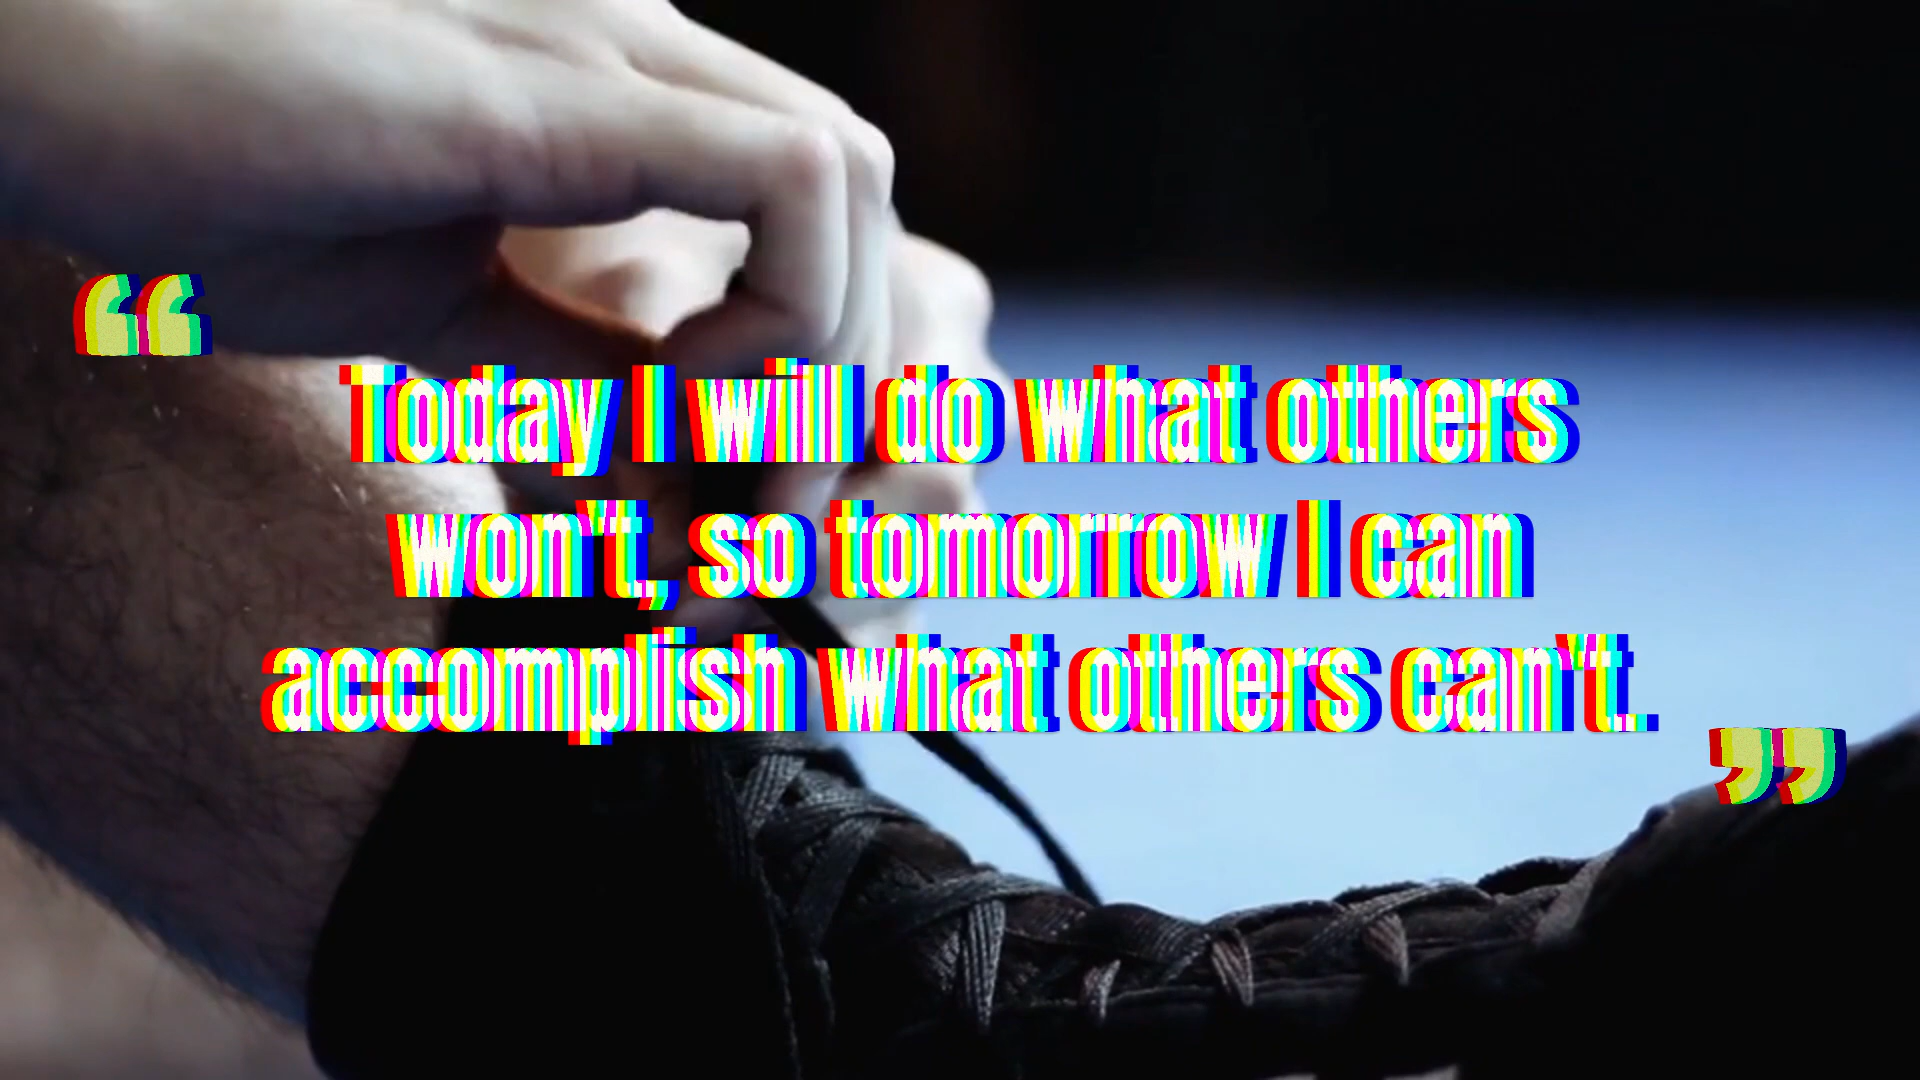 “
Today I will do what others
won't, so tomorrow I can
accomplish what others can't.
”